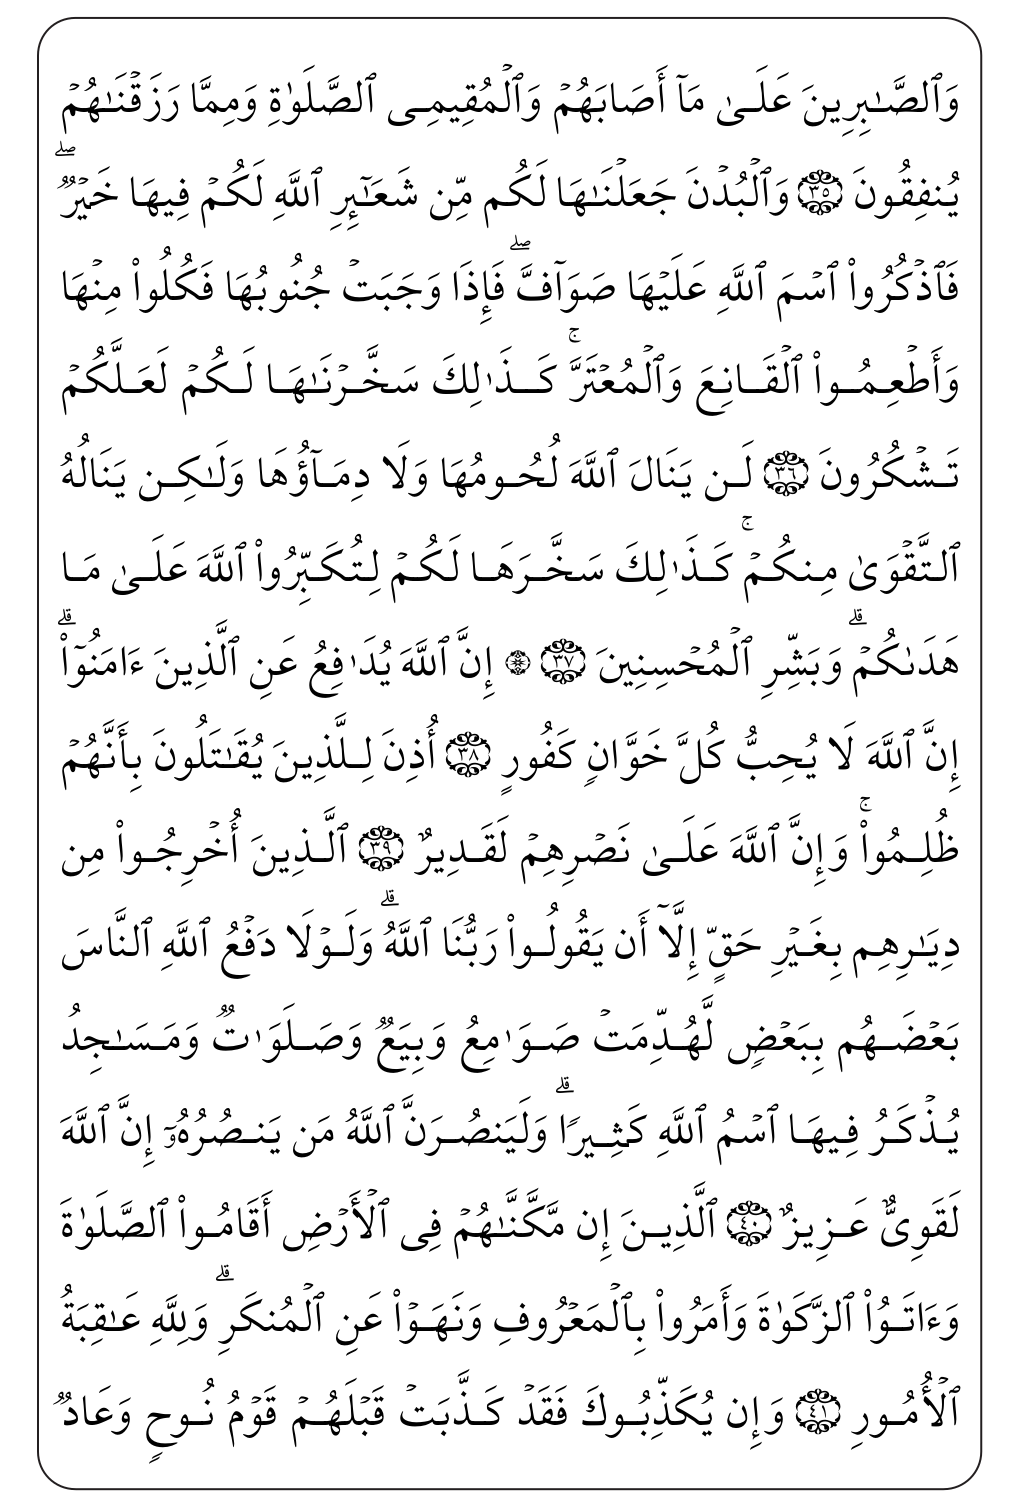 وَٱلصَّـٰبِرِينَ عَلَىٰ مَآ أَصَابَهُمۡ وَٱلۡمُقِيمِى ٱلصَّلَوٰةِ وَمِمَّا رَزَقۡنَـٰهُمۡ
يُنفِقُونَ ٣٥ وَٱلۡبُدۡنَ جَعَلۡنَـٰهَا لَكُم مِّن شَعَـٰٓئِرِ ٱللَّهِ لَكُمۡ فِيهَا خَيۡرٌۖ
فَٱذۡكُرُواْ ٱسۡمَ ٱللَّهِ عَلَيۡهَا صَوَآفَّۖ فَإِذَا وَجَبَتۡ جُنُوبُهَا فَكُلُواْ مِنۡهَا
وَأَطۡعِمُواْ ٱلۡقَانِعَ وَٱلۡمُعۡتَرَّۚ كَذَٰلِكَ سَخَّرۡنَـٰهَا لَكُمۡ لَعَلَّكُمۡ
تَشۡكُرُونَ ٣٦ لَن يَنَالَ ٱللَّهَ لُحُومُهَا وَلَا دِمَآؤُهَا وَلَـٰكِن يَنَالُهُ
ٱلتَّقۡوَىٰ مِنكُمۡۚ كَذَٰلِكَ سَخَّرَهَا لَكُمۡ لِتُكَبِّرُواْ ٱللَّهَ عَلَىٰ مَا
هَدَىٰكُمۡۗ وَبَشِّرِ ٱلۡمُحۡسِنِينَ ٣٧ ۞ إِنَّ ٱللَّهَ يُدَٰفِعُ عَنِ ٱلَّذِينَ ءَامَنُوٓاْۗ
إِنَّ ٱللَّهَ لَا يُحِبُّ كُلَّ خَوَّانٍ كَفُورٍ ٣٨ أُذِنَ لِلَّذِينَ يُقَـٰتَلُونَ بِأَنَّهُمۡ
ظُلِمُواْۚ وَإِنَّ ٱللَّهَ عَلَىٰ نَصۡرِهِمۡ لَقَدِيرٌ ٣٩ ٱلَّذِينَ أُخۡرِجُواْ مِن
دِيَـٰرِهِم بِغَيۡرِ حَقٍّ إِلَّآ أَن يَقُولُواْ رَبُّنَا ٱللَّهُۗ وَلَوۡلَا دَفۡعُ ٱللَّهِ ٱلنَّاسَ
بَعۡضَهُم بِبَعۡضٍ لَّهُدِّمَتۡ صَوَٰمِعُ وَبِيَعٌ وَصَلَوَٰتٌ وَمَسَـٰجِدُ
يُذۡكَرُ فِيهَا ٱسۡمُ ٱللَّهِ كَثِيرًاۗ وَلَيَنصُرَنَّ ٱللَّهُ مَن يَنصُرُهُۥٓ إِنَّ ٱللَّهَ
لَقَوِىٌّ عَزِيزٌ ٤٠ ٱلَّذِينَ إِن مَّكَّنَّـٰهُمۡ فِى ٱلۡأَرۡضِ أَقَامُواْ ٱلصَّلَوٰةَ
وَءَاتَوُاْ ٱلزَّكَوٰةَ وَأَمَرُواْ بِٱلۡمَعۡرُوفِ وَنَهَوۡاْ عَنِ ٱلۡمُنكَرِۗ وَلِلَّهِ عَـٰقِبَةُ
ٱلۡأُمُورِ ٤١ وَإِن يُكَذِّبُوكَ فَقَدۡ كَذَّبَتۡ قَبۡلَهُمۡ قَوۡمُ نُوحٍ وَعَادٌ